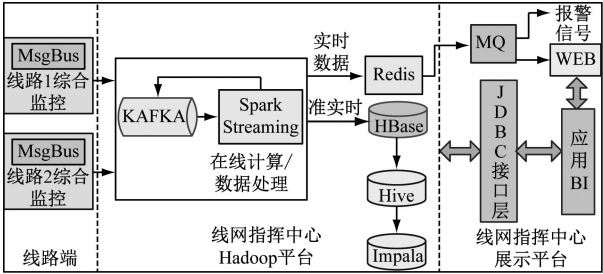 MsgBus
线路1综合
监控
MsgBus
线路2综合
监控
线路端
KAFKA
Spark
Streaming
在线计算/
数据处理
实时
数据
准实时
Redis
HBase
Hive
Impala
线网指挥中心
Hadoop平台
MQ
报警
信号
WEB
J
D
B
C
接
口
层
应
用
BI
线网指挥中心
展示平台